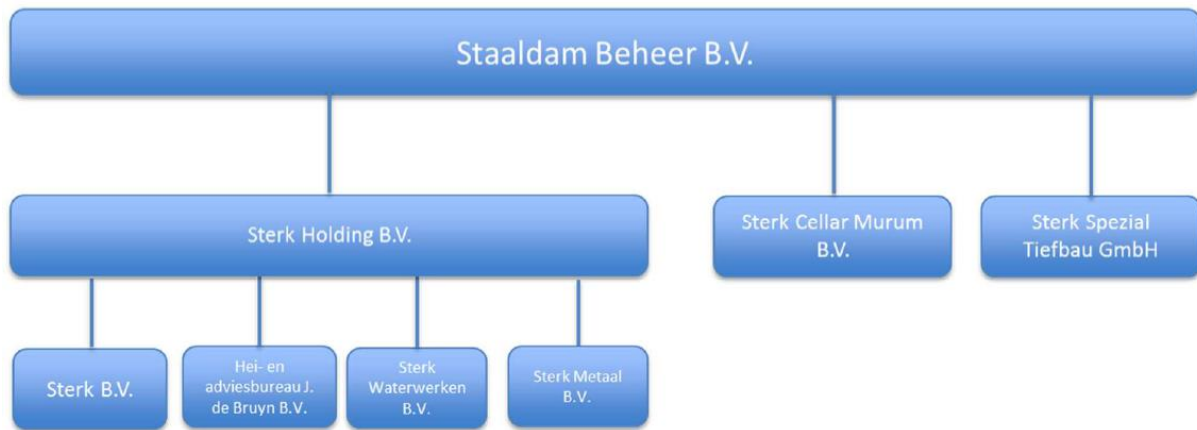 Staaldam Beheer B.V.
Sterk Holding B.V.
Sterk Cellar Murum
B.V.
Sterk Spezial
Tiefbau GmbH
Sterk B.V.
Hei- en
adviesbureau J.
de Bruyn B.V.
Sterk
Waterwerken
B.V.
Sterk Metaal
B.V.